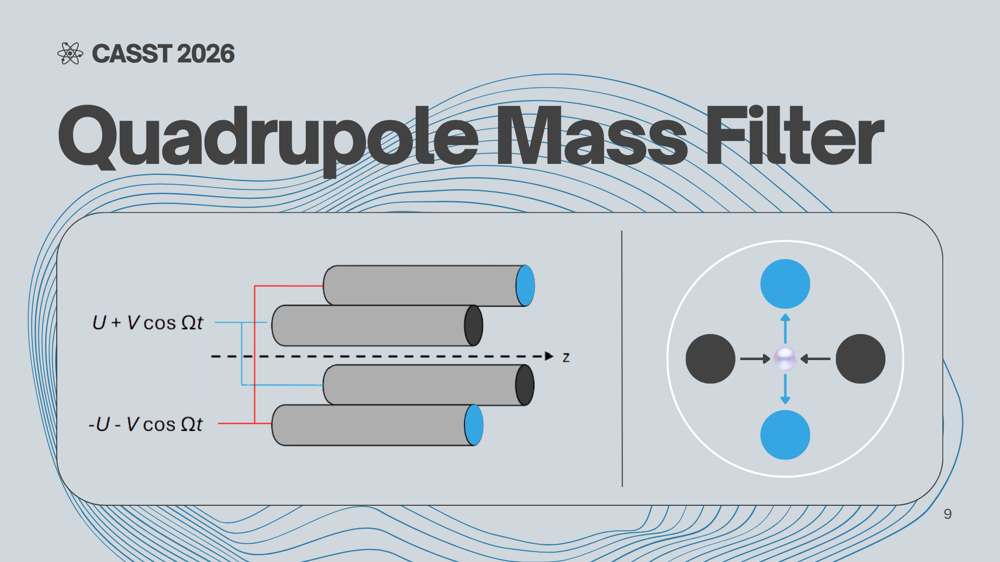 CASST 2026
Quadrupole Mass Filter
U + V cos Ωt
z
-U - V cos Ωt
9